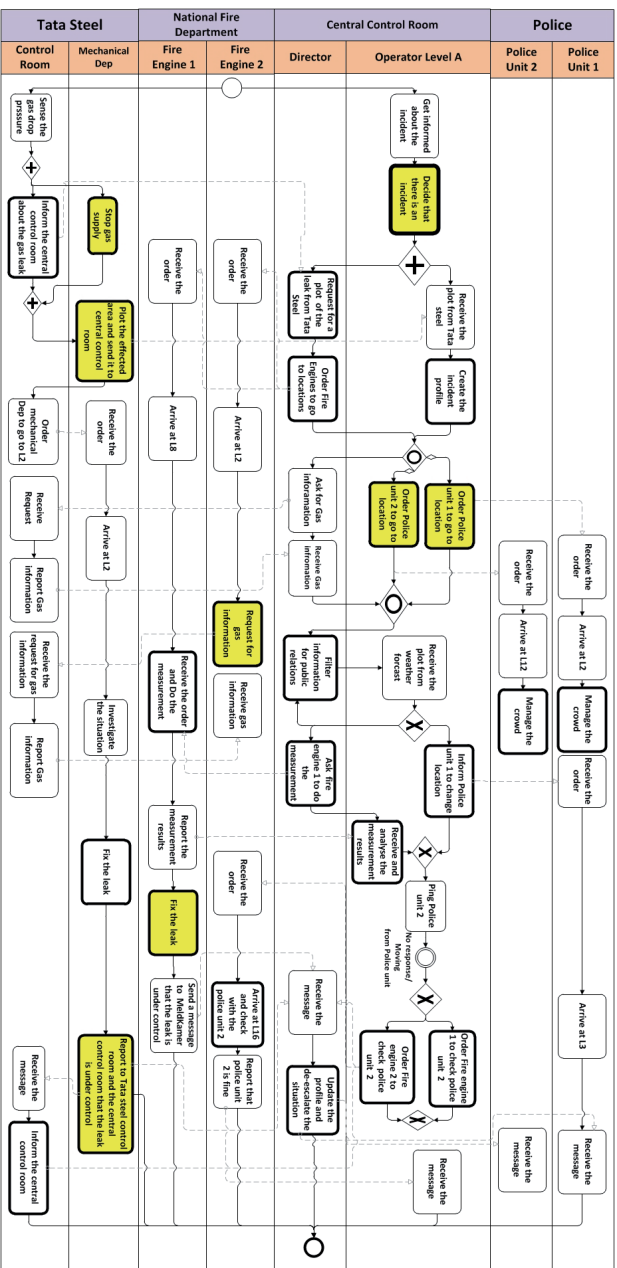 Tata Steel
National Fire
Department
Central Control Room
Police
Control
Room
Mechanical
Dep
Fire
Engine 1
Fire
Engine 2
Director
Operator Level A
Police
Unit 2
Police
Unit 1
Sense the
gas drop
prsssure
Inform the central
control room
about the gas leak
Order
mechanical
Dep to go to L2
Receive
Request
Report Gas
information
Receive the
request for gas
information
Report Gas
information
Receive the
message
Inform the central
control room
Stop gas
supply
Plot the effected
area and send it to
central control
room
Receive the
order
Arrive at L2
Investigate
the situation
Fix the leak
Report to Tata steel control
room and the central
control room that the leak
is under control
Receive the
order
Arrive at L8
Receive the order
and Do the
measurement
Report the
measurement
results
Fix the leak
Send a message
to MeldKamer
that the leak is
under control
Receive the
order
Arrive at L2
Request for
gas
information
Receive gas
information
Receive the
order
Arrive at L16
and check
with the
police unit 2
Report that
police unit
2 is fine
Request for a
plot of the
leak from Tata
Steel
Order Fire
Engines to go
to locations
Ask for Gas
inforamation
Receive Gas
infromation
Filter
information
for public
relations
Ask fire
engine 1 to do
the
measurement
Receive the
message
Update the
profile and
de-escalate the
situation
Get informed
about the
incident
Decide that
there is an
incident
Receive the
plot from Tata
steel
Create the
incident
profile
Order Police
unit 2 to go to
location
Order Police
unit 1 to go to
location
Receive the
plot from
weather
forcast
X
Inform Police
unit 1 to change
location
Receive and
analyse the
measurement
results
X
Ping Police
unit 2
No response/
Moving
from Police unit
X
Order Fire
engine 2 to
check police
unit 2
Order Fire engine
1 to check police
unit 2
X
Receive the
message
Receive the
order
Arrive at L12
Manage the
crowd
Receive the
message
Receive the
order
Arrive at L2
Manage the
crowd
Receive the
order
Arrive at L3
Receive the
message